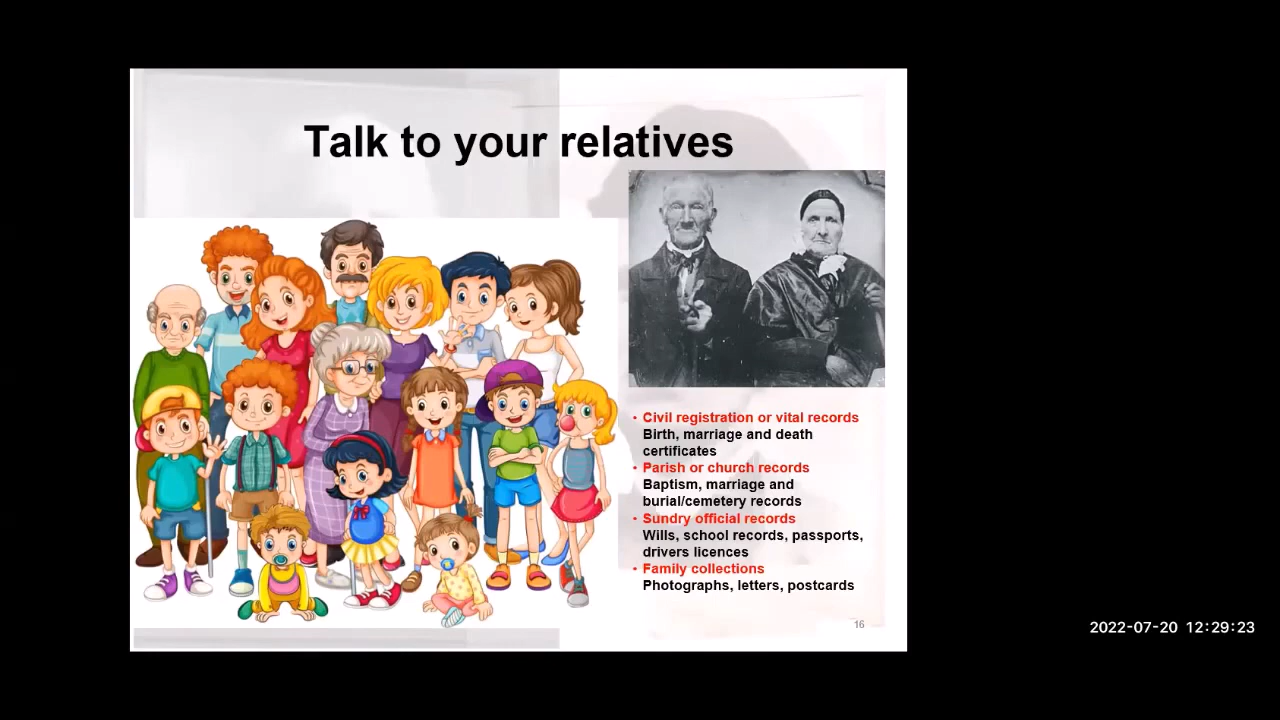 Talk to your relatives
• Civil registration or vital records
Birth, marriage and death
certificates
• Parish or church records
Baptism, marriage and
burial/cemetery records
• Sundry official records
Wills, school records, passports,
drivers licences
• Family collections
Photographs, letters, postcards
16
2022-07-20 12:29:23